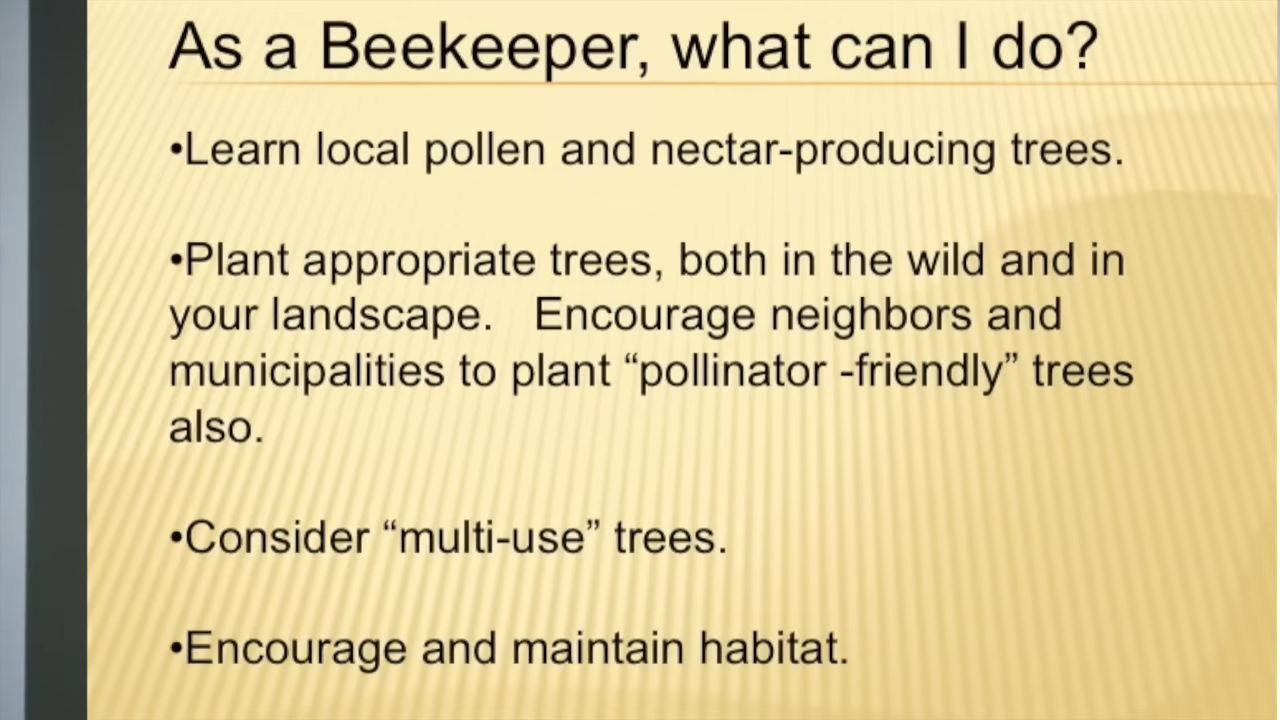 As a Beekeeper, what can I do?
•Learn local pollen and nectar-producing trees.
•Plant appropriate trees, both in the wild and in
your landscape.   Encourage neighbors and
municipalities to plant “pollinator -friendly” trees
also.
•Consider “multi-use” trees.
•Encourage and maintain habitat.